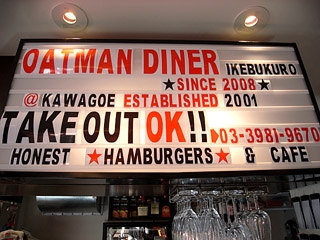 OATMAN DINER IKEBUKURO
★SINCE 2008★
@KAWAGOE ESTABLISHED 2001
TAKE OUT OK!! 03-3981-9670
HONEST ★HAMBURGERS★ & CAFE